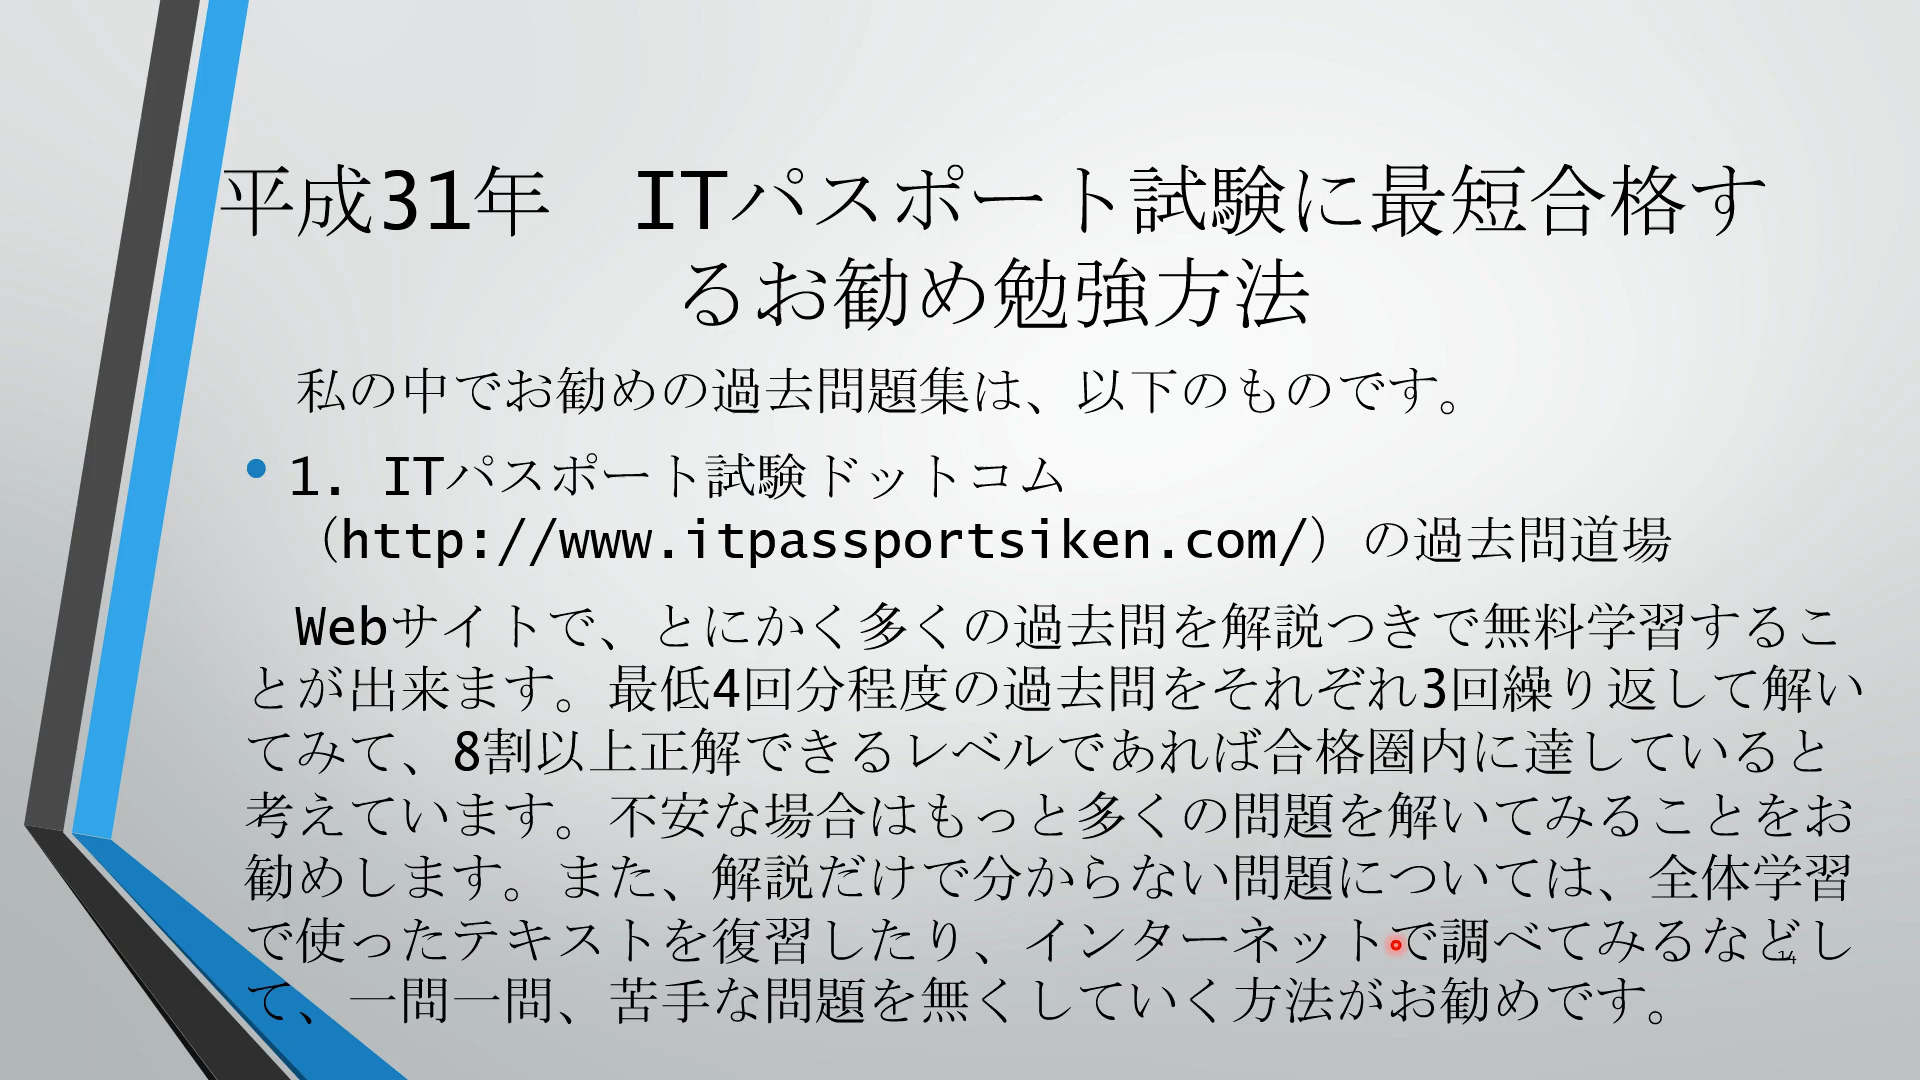 平成31年　ITパスポート試験に最短合格す
るお勧め勉強方法
私の中でお勧めの過去問題集は、以下のものです。
• 1. ITパスポート試験ドットコム
（http://www.itpassportsiken.com/）の過去問道場
Webサイトで、とにかく多くの過去問を解説つきで無料学習するこ
とが出来ます。最低4回分程度の過去問をそれぞれ3回繰り返して解い
てみて、8割以上正解できるレベルであれば合格圏内に達していると
考えています。不安な場合はもっと多くの問題を解いてみることをお
勧めします。また、解説だけで分からない問題については、全体学習
で使ったテキストを復習したり、インターネットで調べてみるなどし
て、一問一問、苦手な問題を無くしていく方法がお勧めです。
14